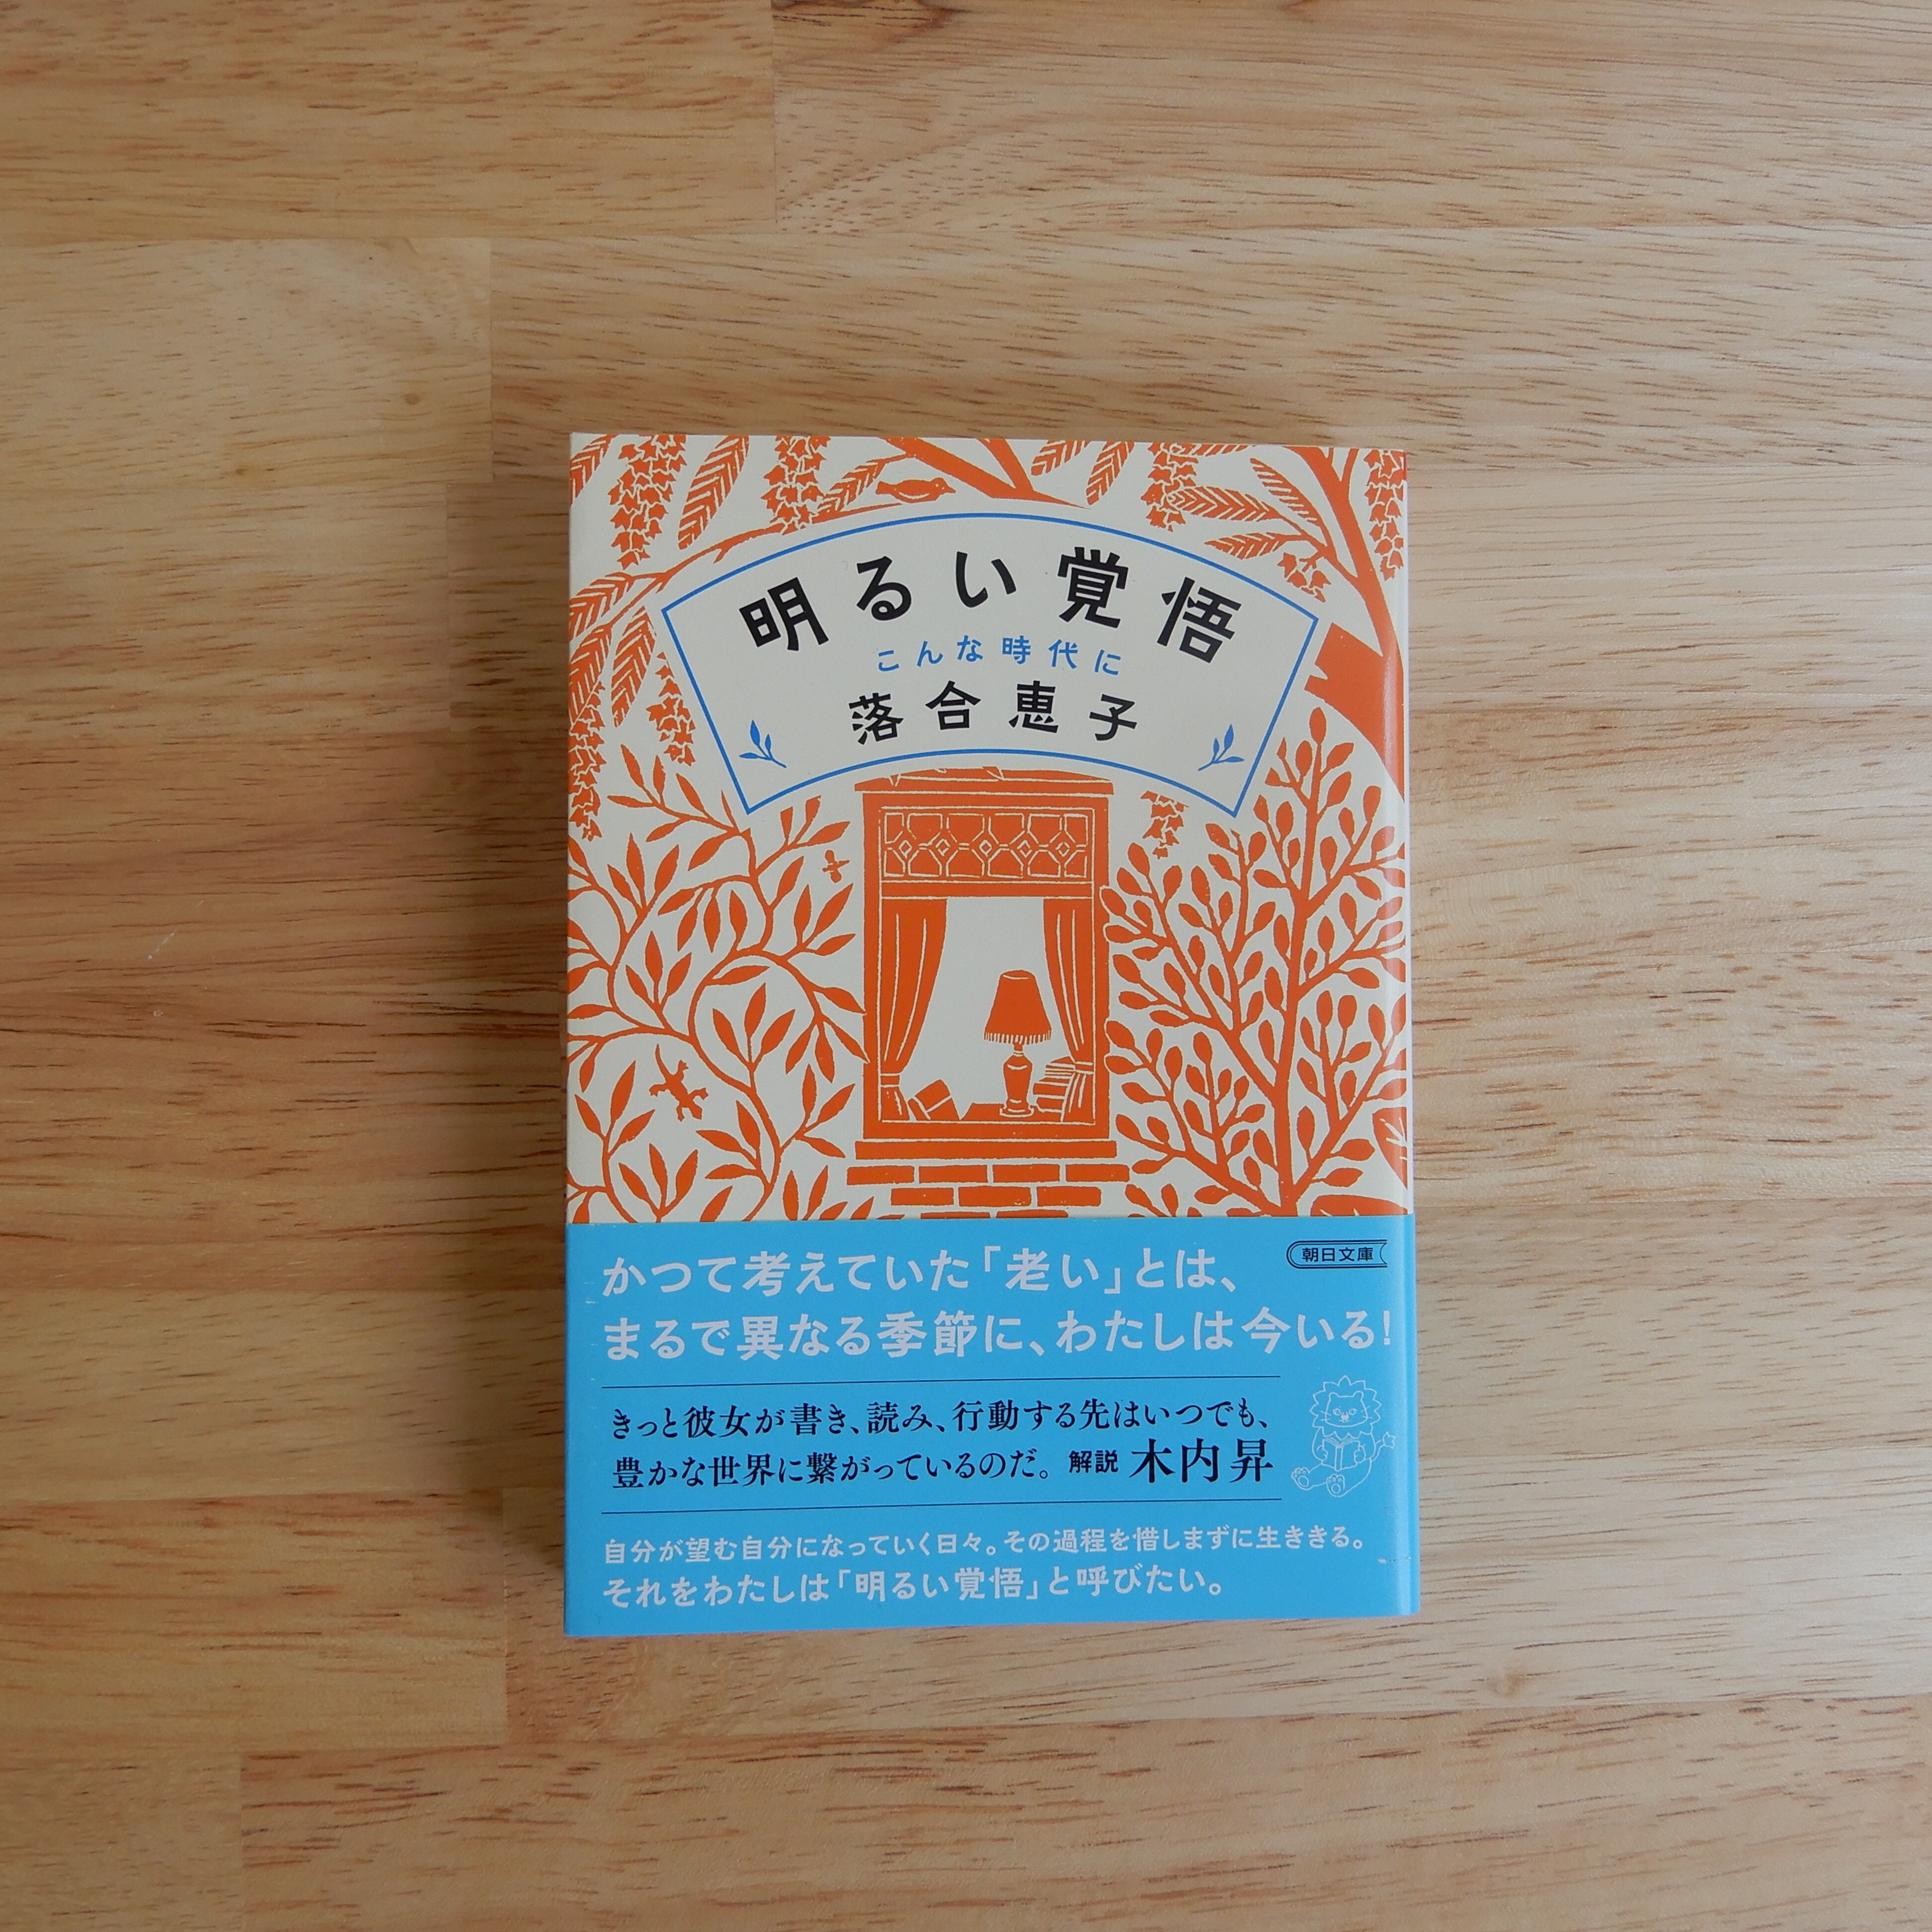 明るい覚悟
こんな時代に
落合恵子
朝日文庫
かつて考えていた「老い」とは、
まるで異なる季節に、わたしは今いる!
きっと彼女が書き、読み、行動する先はいつでも、
豊かな世界に繋がっているのだ。 解説 木内昇
自分が望む自分になっていく日々。その過程を惜しまずに生ききる。
それをわたしは「明るい覚悟」と呼びたい。